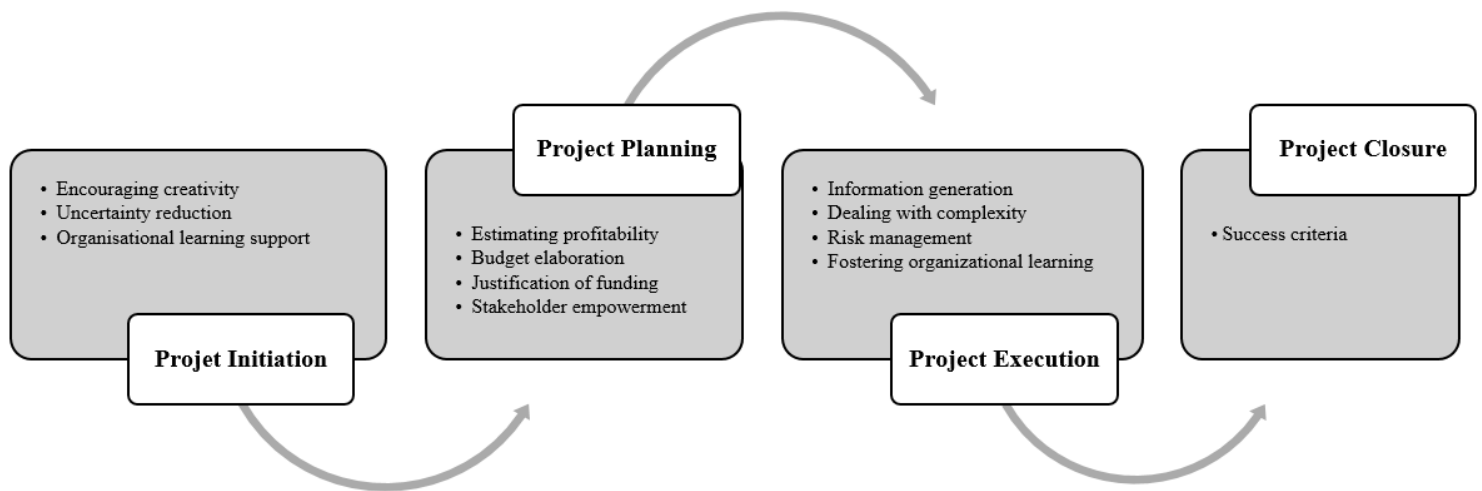 • Encouraging creativity
• Uncertainty reduction
• Organisational learning support
Projet Initiation
Project Planning
• Estimating profitability
• Budget elaboration
• Justification of funding
• Stakeholder empowerment
• Information generation
• Dealing with complexity
• Risk management
• Fostering organizational learning
Project Execution
Project Closure
• Success criteria